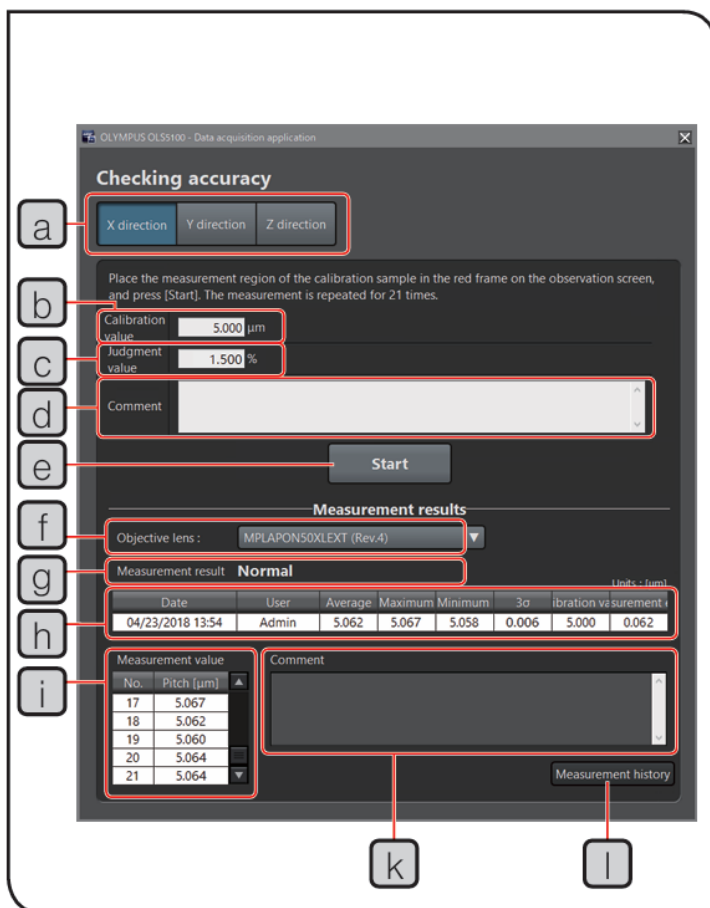 OLYMPUS OLS5100 - Data acquisition application
Checking accuracy
a
X direction Y direction Z direction
Place the measurement region of the calibration sample in the red frame on the observation screen,
and press [Start]. The measurement is repeated for 21 times.
b
Calibration
value
5.000 µm
c
Judgment
value
1.500 %
d
Comment
e
Start
Measurement results
f
Objective lens : MPLAPON50XLEXT (Rev.4)
g
Measurement result Normal
Units : [µm]
h
Date User Average Maximum Minimum 3σ ibration va surement e
04/23/2018 13:54 Admin 5.062 5.067 5.058 0.006 5.000 0.062
i
Measurement value
No. Pitch [µm]
17 5.067
18 5.062
19 5.060
20 5.064
21 5.064
Comment
Measurement history
k
l